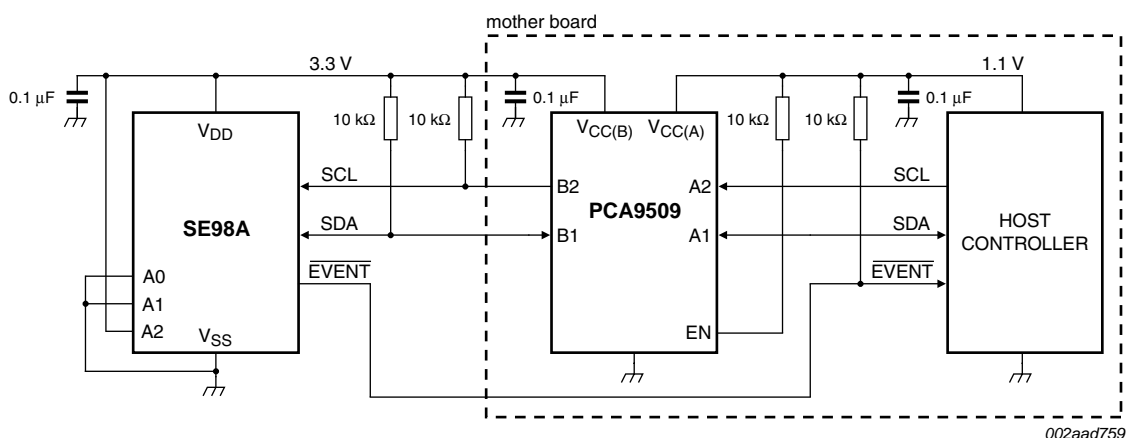 mother board
3.3 V
1.1 V
0.1 μF
10 kΩ
10 kΩ
0.1 μF
10 kΩ
10 kΩ
0.1 μF
VDD
VCC(B)
VCC(A)
SCL
B2
A2
SCL
SE98A
PCA9509
HOST
CONTROLLER
SDA
B1
A1
SDA
EVENT
EVENT
A0
A1
A2
VSS
EN
002aad759